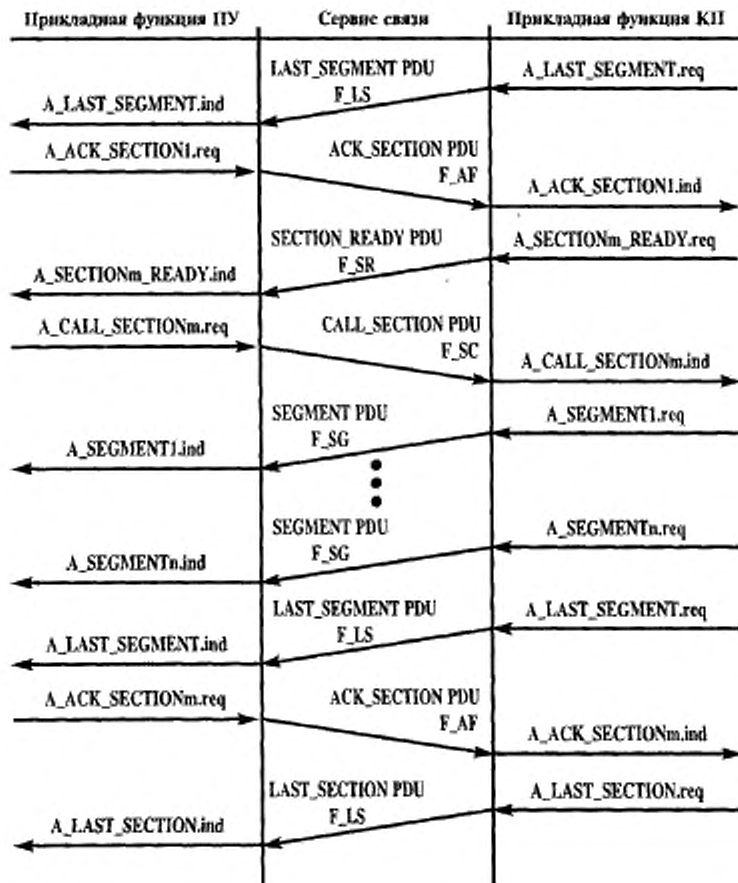 Прикладная функция ПУ
Сервис связи
Прикладная функция КП
LAST_SEGMENT PDU
F_LS
A_LAST_SEGMENT.req
A_LAST_SEGMENT.ind
A_ACK_SECTION1.req
ACK_SECTION PDU
F_AF
A_ACK_SECTION1.ind
SECTION_READY PDU
F_SR
A_SECTIONm_READY.req
A_SECTIONm_READY.ind
A_CALL_SECTIONm.req
CALL_SECTION PDU
F_SC
A_CALL_SECTIONm.ind
SEGMENT PDU
F_SG
A_SEGMENT1.req
A_SEGMENT1.ind
SEGMENT PDU
F_SG
A_SEGMENTn.req
A_SEGMENTn.ind
LAST_SEGMENT PDU
F_LS
A_LAST_SEGMENT.req
A_LAST_SEGMENT.ind
A_ACK_SECTIONm.req
ACK_SECTION PDU
F_AF
A_ACK_SECTIONm.ind
LAST_SECTION PDU
F_LS
A_LAST_SECTION.req
A_LAST_SECTION.ind